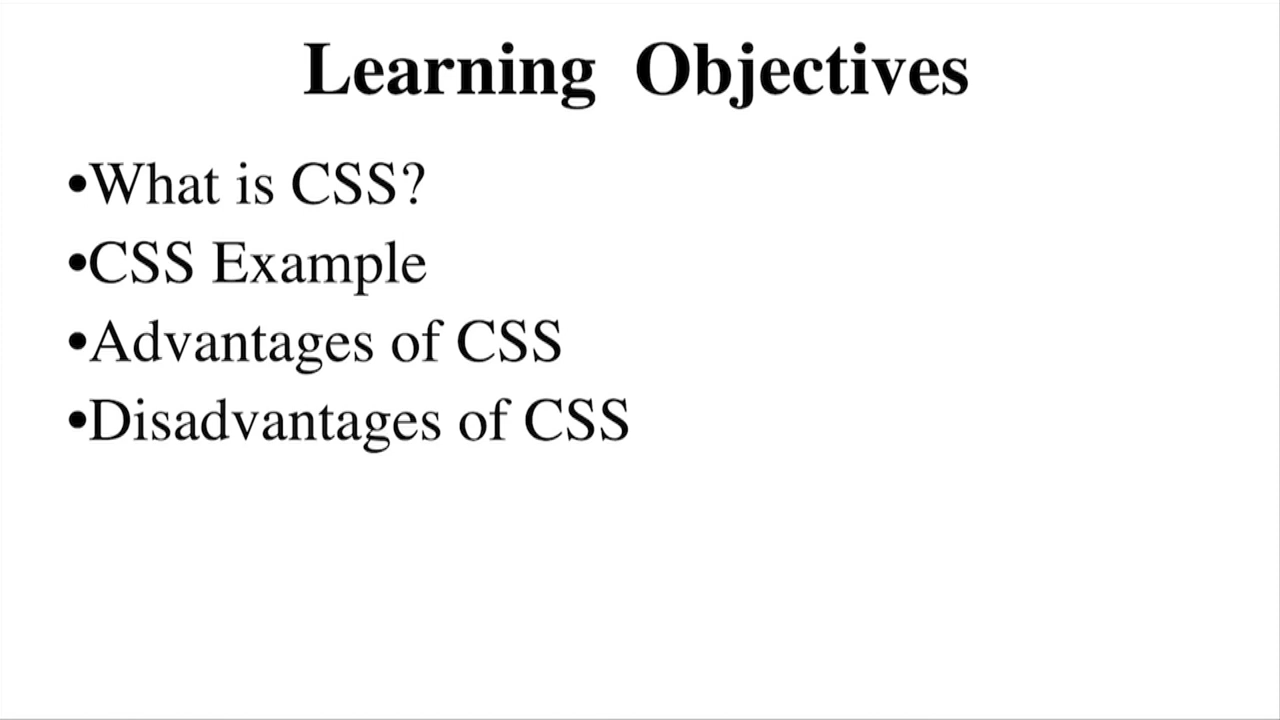 Learning Objectives
•What is CSS?
•CSS Example
•Advantages of CSS
•Disadvantages of CSS